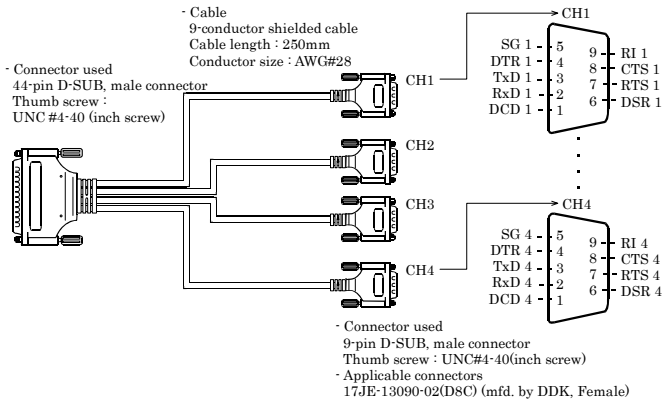 - Cable
9-conductor shielded cable
Cable length : 250mm
Conductor size : AWG#28
- Connector used
44-pin D-SUB, male connector
Thumb screw :
UNC #4-40 (inch screw)
CH1
CH2
CH3
CH4
CH1
SG 1 - 5
DTR 1 - 4
TxD 1 - 3
RxD 1 - 2
DCD 1 - 1
9 - RI 1
8 - CTS 1
7 - RTS 1
6 - DSR 1
CH4
SG 4 - 5
DTR 4 - 4
TxD 4 - 3
RxD 4 - 2
DCD 4 - 1
9 - RI 4
8 - CTS 4
7 - RTS 4
6 - DSR 4
- Connector used
9-pin D-SUB, male connector
Thumb screw : UNC#4-40(inch screw)
- Applicable connectors
17JE-13090-02(D8C) (mfd. by DDK, Female)